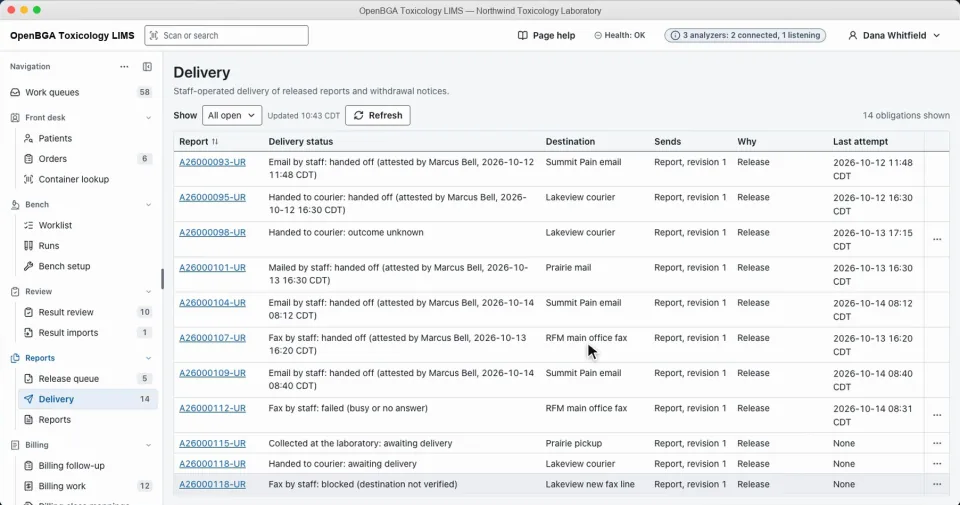 OpenBGA Toxicology LIMS — Northwind Toxicology Laboratory
OpenBGA Toxicology LIMS
Scan or search
Page help
Health: OK
3 analyzers: 2 connected, 1 listening
Dana Whitfield
Navigation
Work queues 58
Front desk
Patients
Orders 6
Container lookup
Bench
Worklist
Runs
Bench setup
Review
Result review 10
Result imports 1
Reports
Release queue 5
Delivery 14
Reports
Billing
Billing follow-up
Billing work 12
Delivery
Staff-operated delivery of released reports and withdrawal notices.
Show All open Updated 10:43 CDT Refresh 14 obligations shown
Report Delivery status Destination Sends Why Last attempt
A26000093-UR Email by staff: handed off (attested by Marcus Bell, 2026-10-12 Summit Pain email Report, revision 1 Release 2026-10-12 11:48
11:48 CDT) CDT
A26000095-UR Handed to courier: handed off (attested by Marcus Bell, 2026- Lakeview courier Report, revision 1 Release 2026-10-12 16:30
10-12 16:30 CDT) CDT
A26000098-UR Handed to courier: outcome unknown Lakeview courier Report, revision 1 Release 2026-10-13 17:15
CDT
A26000101-UR Mailed by staff: handed off (attested by Marcus Bell, 2026-10- Prairie mail Report, revision 1 Release 2026-10-13 16:30
13 16:30 CDT) CDT
A26000104-UR Email by staff: handed off (attested by Marcus Bell, 2026-10-14 Summit Pain email Report, revision 1 Release 2026-10-14 08:12
08:12 CDT) CDT
A26000107-UR Fax by staff: handed off (attested by Marcus Bell, 2026-10-13 RFM main office fax Report, revision 1 Release 2026-10-13 16:20
16:20 CDT) CDT
A26000109-UR Email by staff: handed off (attested by Marcus Bell, 2026-10-14 Summit Pain email Report, revision 1 Release 2026-10-14 08:40
08:40 CDT) CDT
A26000112-UR Fax by staff: failed (busy or no answer) RFM main office fax Report, revision 1 Release 2026-10-14 08:31
CDT
A26000115-UR Collected at the laboratory: awaiting delivery Prairie pickup Report, revision 1 Release None
A26000118-UR Handed to courier: awaiting delivery Lakeview courier Report, revision 1 Release None
A26000118-UR Fax by staff: blocked (destination not verified) Lakeview new fax line Report, revision 1 Release None